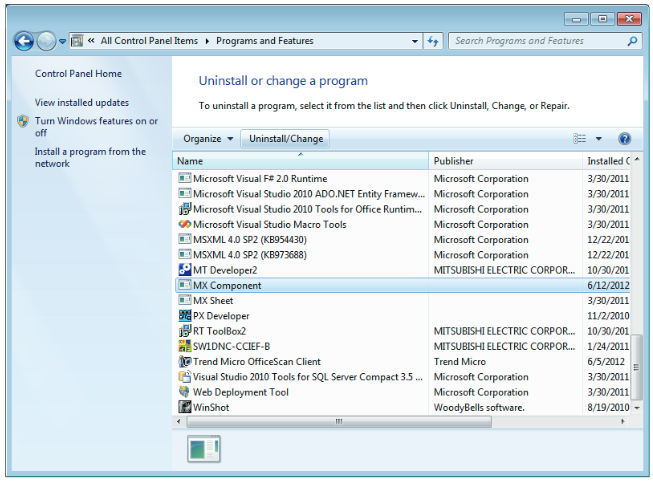 « All Control Panel Items ▸ Programs and Features
Search Programs and Features
Control Panel Home
View installed updates
Turn Windows features on or
off
Install a program from the
network
Uninstall or change a program
To uninstall a program, select it from the list and then click Uninstall, Change, or Repair.
Organize Uninstall/Change
Name Publisher Installed O
Microsoft Visual F# 2.0 Runtime Microsoft Corporation 3/30/2011
Microsoft Visual Studio 2010 ADO.NET Entity Framew... Microsoft Corporation 3/30/2011
Microsoft Visual Studio 2010 Tools for Office Runtim... Microsoft Corporation 3/30/2011
Microsoft Visual Studio Macro Tools Microsoft Corporation 3/30/2011
MSXML 4.0 SP2 (KB954430) Microsoft Corporation 12/22/201
MSXML 4.0 SP2 (KB973688) Microsoft Corporation 12/22/201
MT Developer2 MITSUBISHI ELECTRIC CORPOR... 10/30/201
MX Component 6/12/2012
MX Sheet 3/30/2011
PX Developer 11/2/2010
RT ToolBox2 MITSUBISHI ELECTRIC CORPOR... 10/30/201
SW1DNC-CCIEF-B MITSUBISHI ELECTRIC CORPOR... 1/24/2011
Trend Micro OfficeScan Client Trend Micro 6/5/2012
Visual Studio 2010 Tools for SQL Server Compact 3.5 ... Microsoft Corporation 3/30/2011
Web Deployment Tool Microsoft Corporation 3/30/2011
WinShot WoodyBells software. 8/19/2010